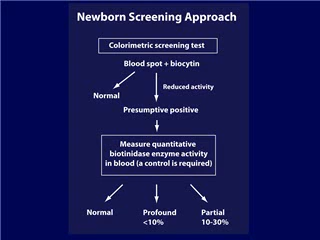 Newborn Screening Approach
Colorimetric screening test
Blood spot + biocytin
Reduced activity
Normal
Presumptive positive
Measure quantitative
biotinidase enzyme activity
in blood (a control is required)
Normal
Profound
<10%
Partial
10-30%